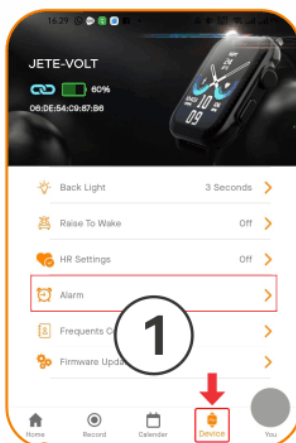 16.29
JETE-VOLT
60%
06:DE:54:C9:87:B6
Back Light 3 Seconds
Raise To Wake Off
HR Settings Off
Alarm
Frequents
Firmware
1
Home Record Calender Device You